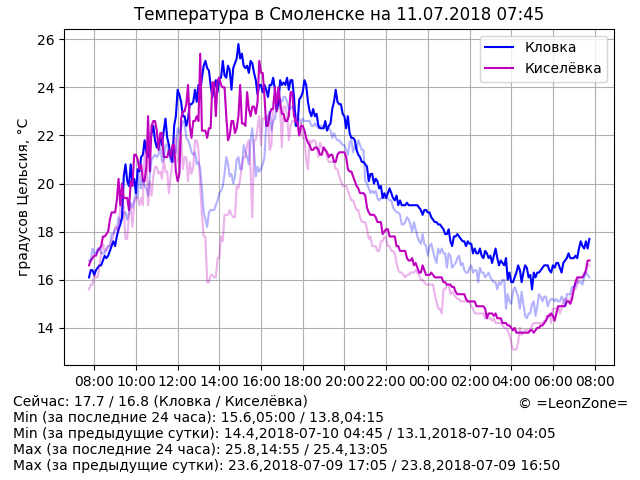 Температура в Смоленске на 11.07.2018 07:45
Кловка
Киселёвка
градусов Цельсия, °C
26
24
22
20
18
16
14
08:00 10:00 12:00 14:00 16:00 18:00 20:00 22:00 00:00 02:00 04:00 06:00 08:00
Сейчас: 17.7 / 16.8 (Кловка / Киселёвка)
© =LeonZone=
Min (за последние 24 часа): 15.6,05:00 / 13.8,04:15
Min (за предыдущие сутки): 14.4,2018-07-10 04:45 / 13.1,2018-07-10 04:05
Max (за последние 24 часа): 25.8,14:55 / 25.4,13:05
Max (за предыдущие сутки): 23.6,2018-07-09 17:05 / 23.8,2018-07-09 16:50